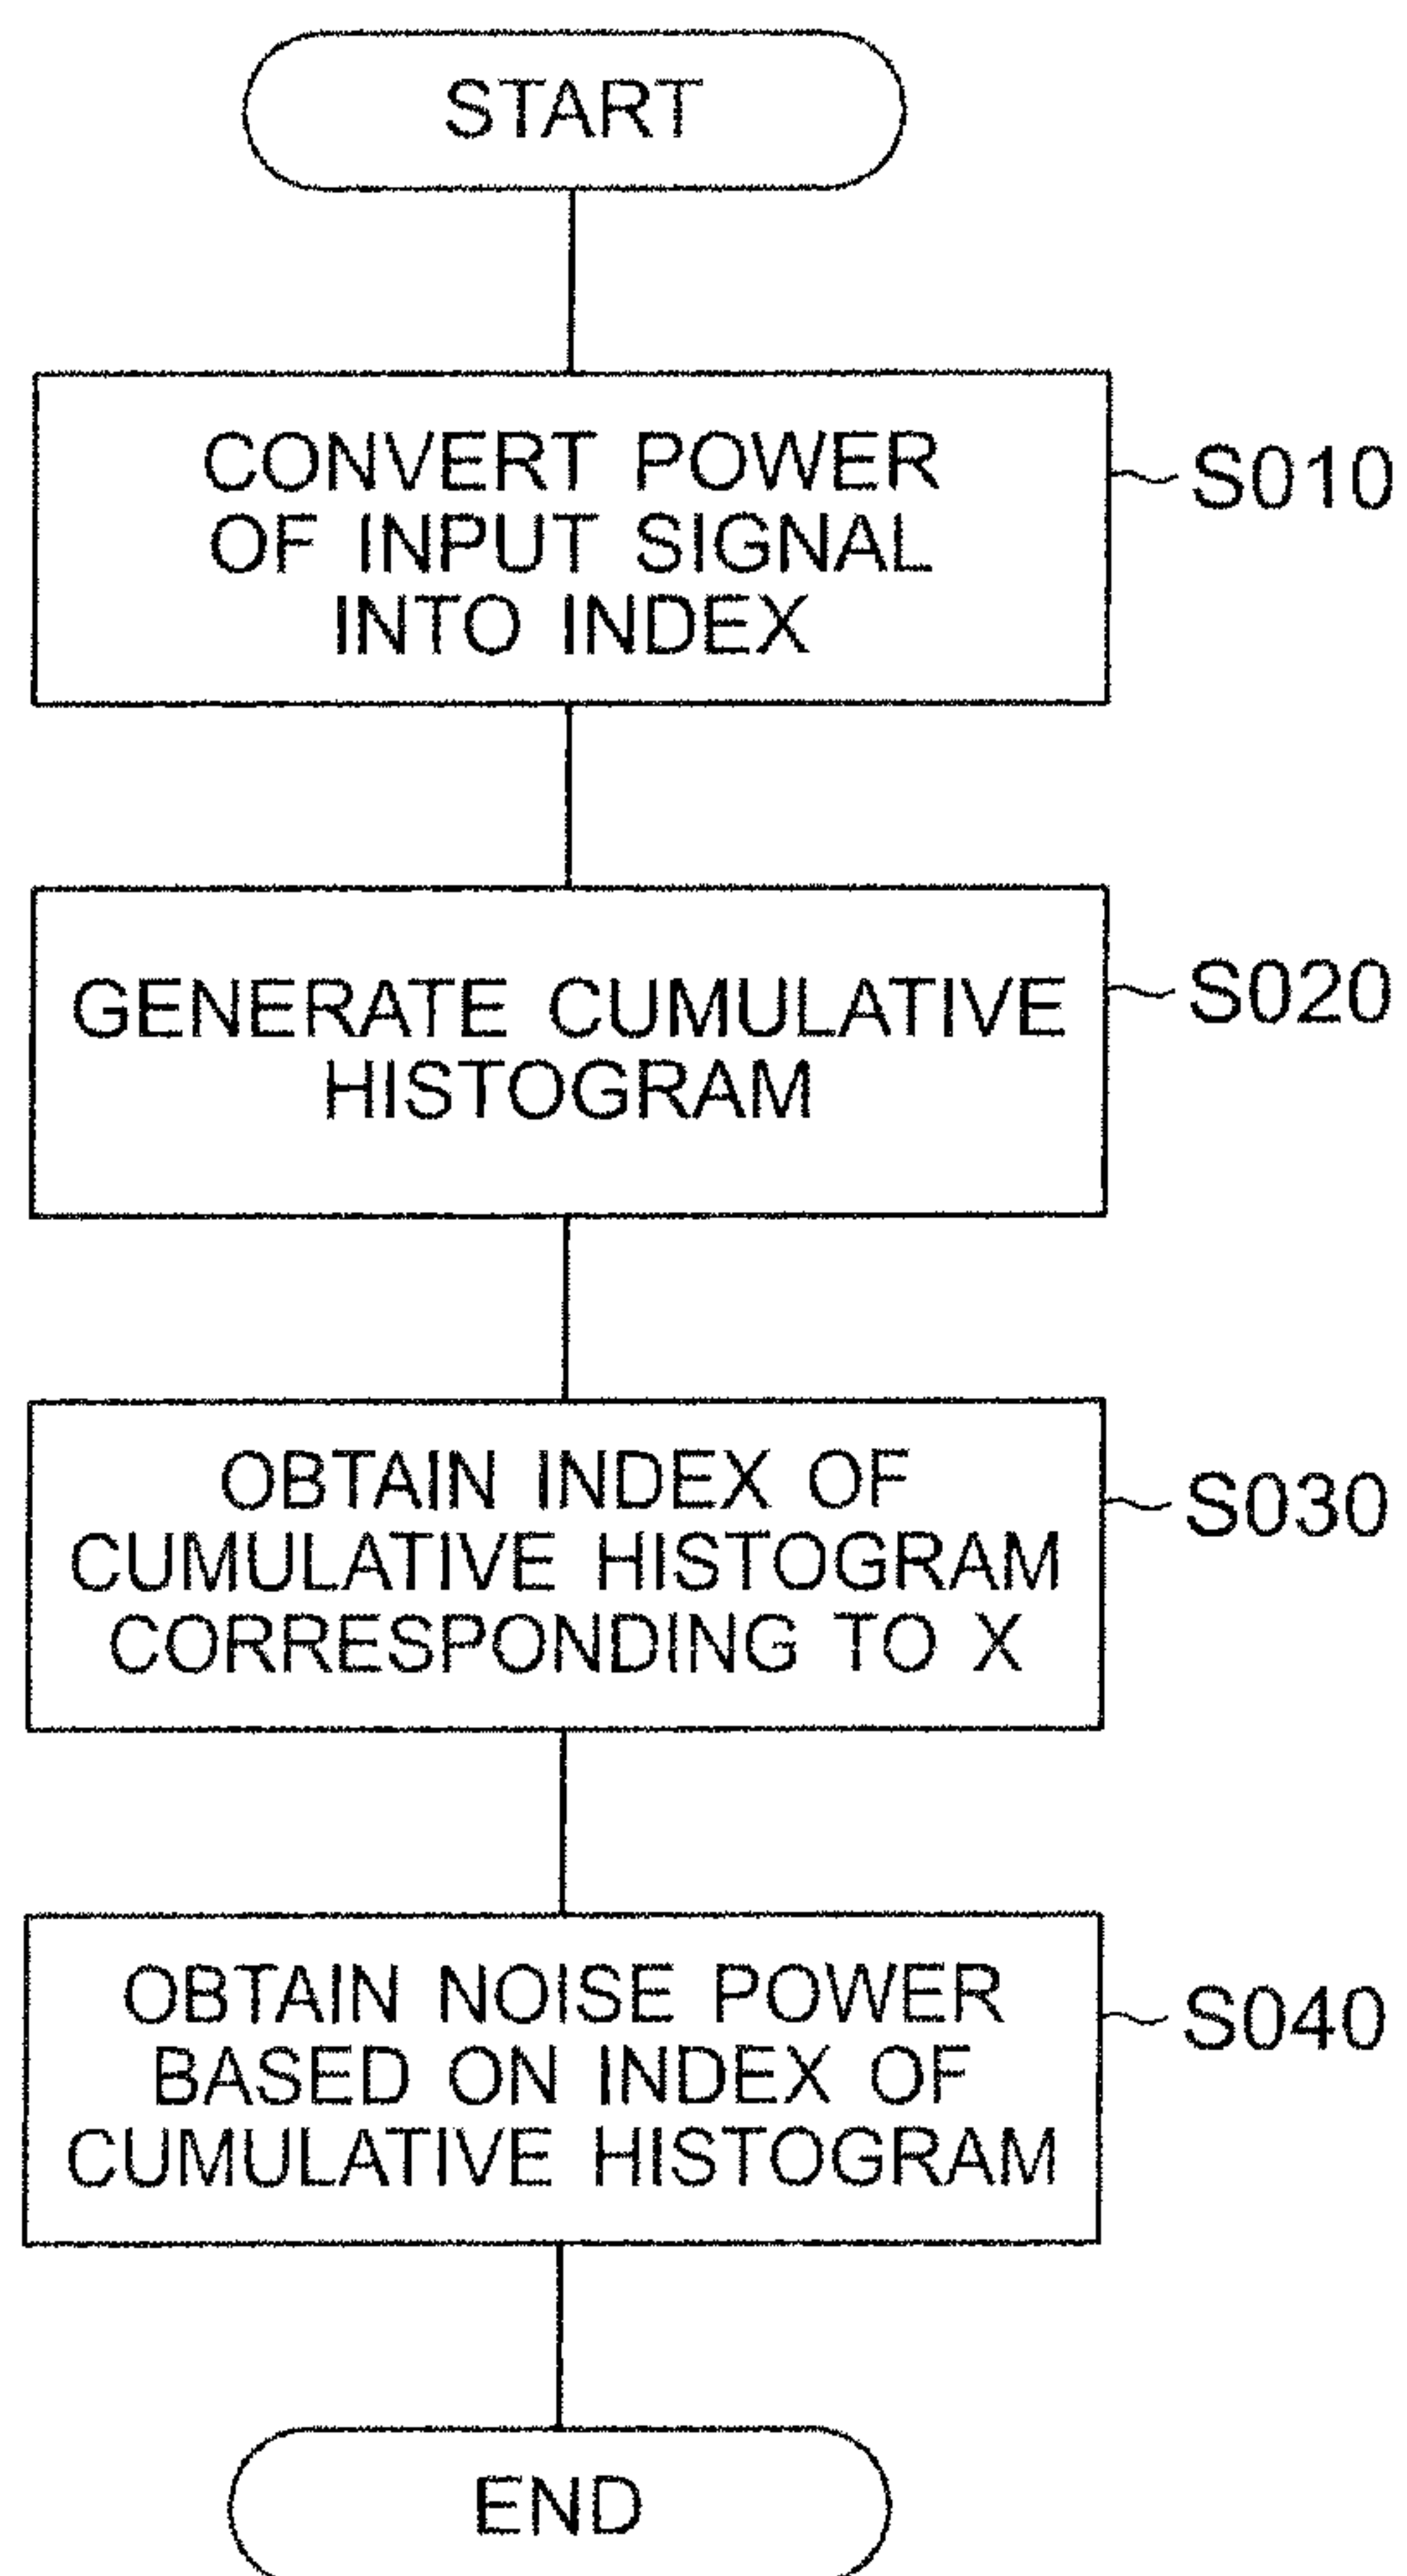 START
CONVERT POWER
OF INPUT SIGNAL
INTO INDEX
S010
GENERATE CUMULATIVE
HISTOGRAM
S020
OBTAIN INDEX OF
CUMULATIVE HISTOGRAM
CORRESPONDING TO X
S030
OBTAIN NOISE POWER
BASED ON INDEX OF
CUMULATIVE HISTOGRAM
S040
END